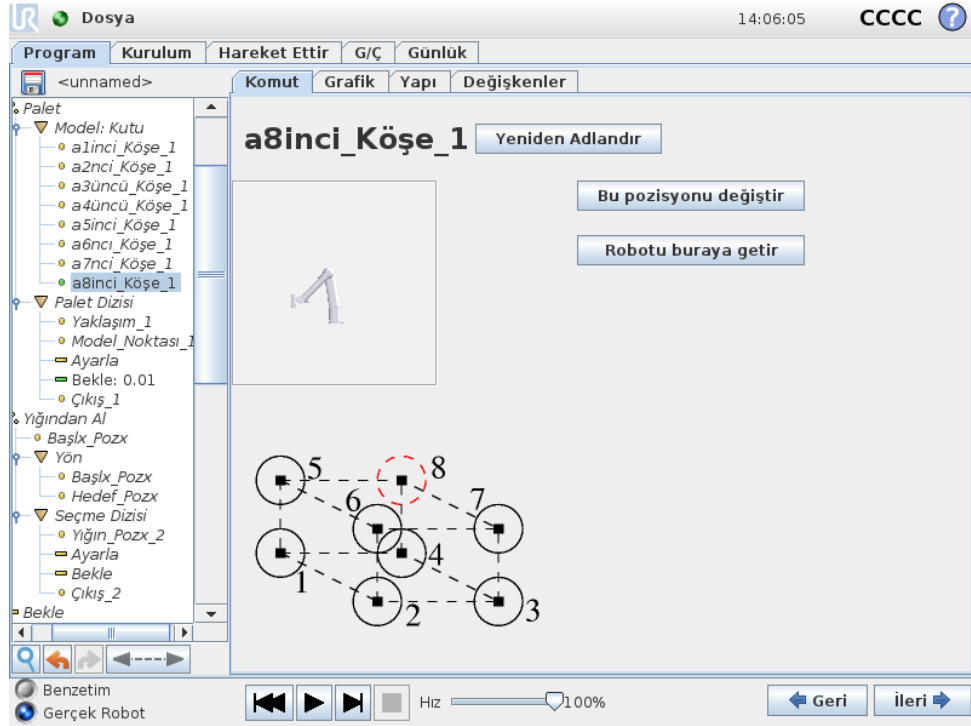 UR Dosya 14:06:05 CCCC ?
Program Kurulum Hareket Ettir G/Ç Günlük
<unnamed>
Komut Grafik Yapı Değişkenler
Palet
Model: Kutu
a1inci_Köşe_1
a2nci_Köşe_1
a3üncü_Köşe_1
a4üncü_Köşe_1
a5inci_Köşe_1
a6ncı_Köşe_1
a7nci_Köşe_1
a8inci_Köşe_1
Palet Dizisi
Yaklaşım_1
Model_Noktası_1
Ayarla
Bekle: 0.01
Çıkış_1
Yığından Al
Başlx_Pozx
Yön
Başlx_Pozx
Hedef_Pozx
Seçme Dizisi
Yığın_Pozx_2
Ayarla
Bekle
Çıkış_2
Bekle
a8inci_Köşe_1 Yeniden Adlandır
Bu pozisyonu değiştir
Robotu buraya getir
5 8
6 7
1 4
2 3
Benzetim
Gerçek Robot
Hız 100%
Geri İleri